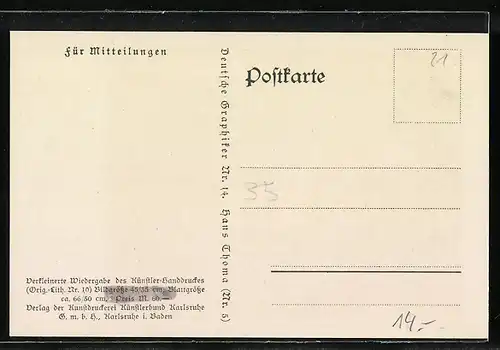 Für Mitteilungen
Deutsche Graphiker Nr. 14. Hans Thoma (Nr. 5)
Postkarte
21
35
Verkleinerte Wiedergabe des Künstler-Handdruckes
(Orig.-Lith. Nr. 10) Bildgröße 45/35 cm, Blattgröße
ca. 66/50 cm. Preis M. 60.—
Verlag der Kunstdruckerei Künstlerbund Karlsruhe
G. m. b. H., Karlsruhe i. Baden
14,-